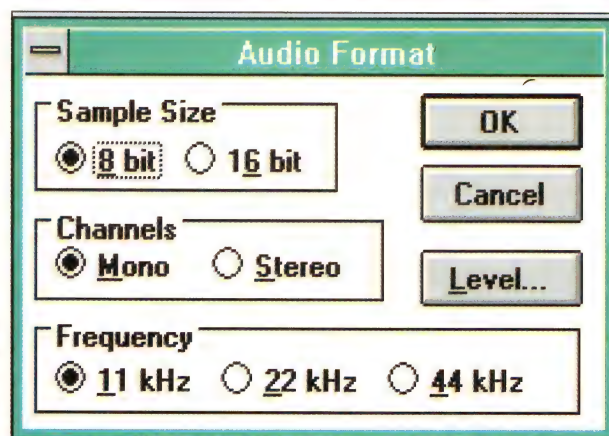 Audio Format
Sample Size
8 bit 16 bit
OK
Cancel
Channels
Mono Stereo
Level...
Frequency
11 kHz 22 kHz 44 kHz